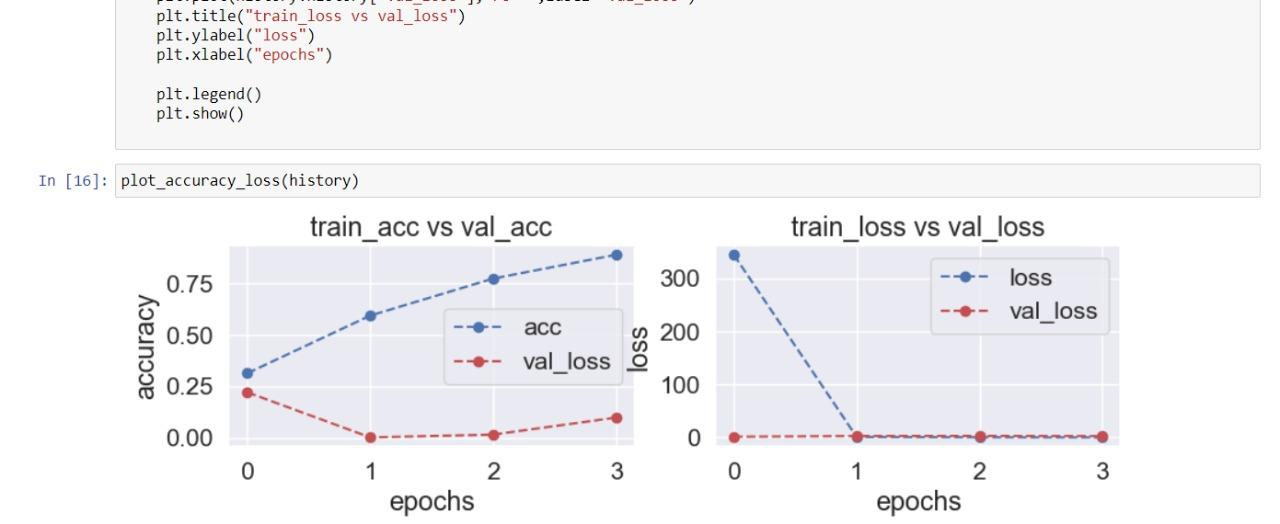 plt.title("train_loss vs val_loss")
plt.ylabel("loss")
plt.xlabel("epochs")
plt.legend()
plt.show()
In [16]: plot_accuracy_loss(history)
train_acc vs val_acc
accuracy
0.75
0.50
0.25
0.00
acc
val_loss
0 1 2 3
epochs
train_loss vs val_loss
loss
300
200
100
0
loss
val_loss
0 1 2 3
epochs